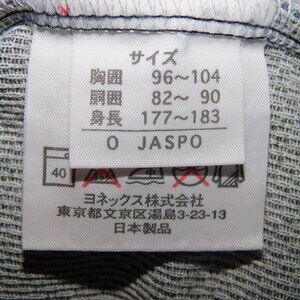 サイズ
胸囲 96～104
胴囲 82～ 90
身長 177～183
O JASPO
40 中
ヨネックス株式会社
東京都文京区湯島3-23-13
日本製品